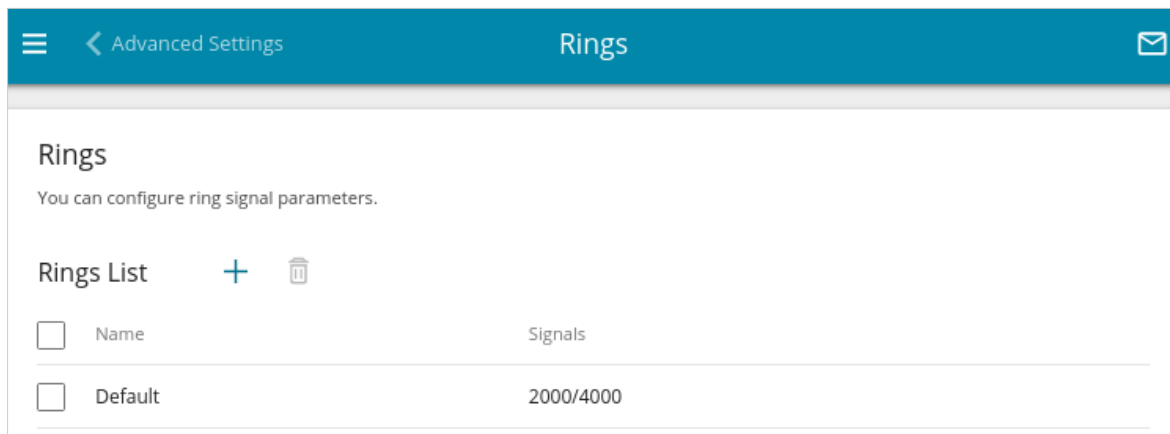 Advanced Settings
Rings
Rings
You can configure ring signal parameters.
Rings List
Name Signals
Default 2000/4000